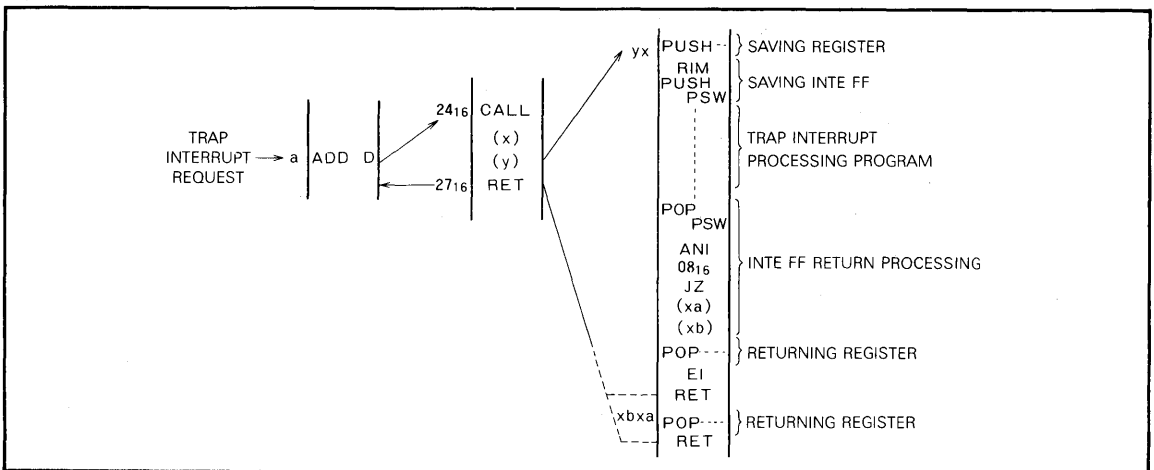 TRAP
INTERRUPT
REQUEST
a
ADD D
24₁₆
CALL
(x)
(y)
27₁₆
RET
yx
PUSH
SAVING REGISTER
RIM
PUSH
PSW
SAVING INTE FF
TRAP INTERRUPT
PROCESSING PROGRAM
POP
PSW
ANI
08₁₆
JZ
(xa)
(xb)
INTE FF RETURN PROCESSING
POP
RETURNING REGISTER
EI
RET
xbxa
POP
RETURNING REGISTER
RET